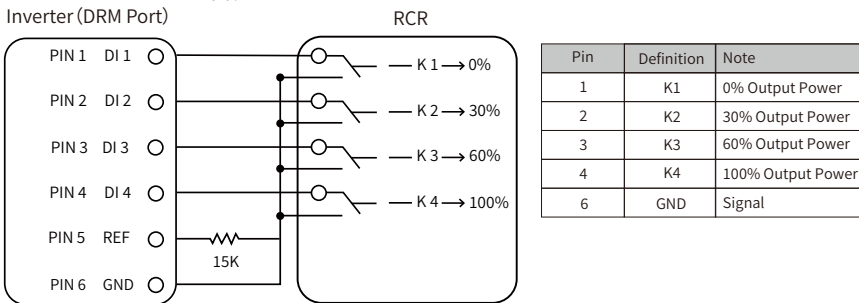 Inverter (DRM Port)
RCR
PIN 1 DI 1
PIN 2 DI 2
PIN 3 DI 3
PIN 4 DI 4
PIN 5 REF
PIN 6 GND
15K
K 1 → 0%
K 2 → 30%
K 3 → 60%
K 4 → 100%
Pin Definition Note
1 K1 0% Output Power
2 K2 30% Output Power
3 K3 60% Output Power
4 K4 100% Output Power
6 GND Signal